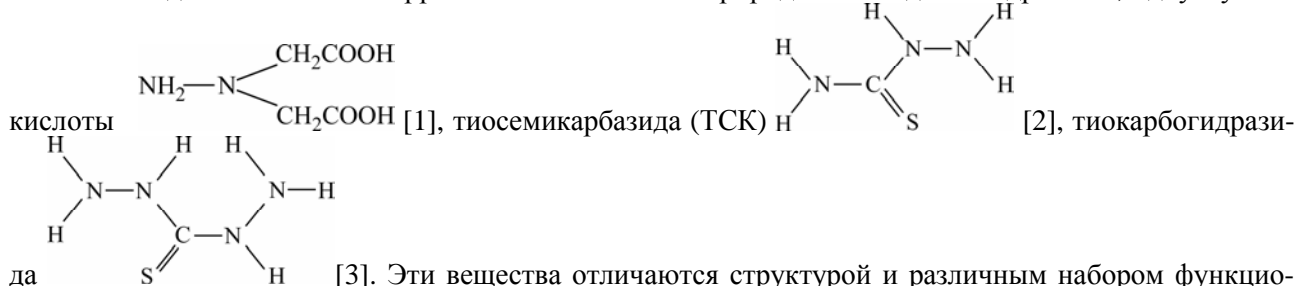 CH₂COOH
NH₂—N
CH₂COOH
кислоты [1], тиосемикарбазида (ТСК) [2], тиокарбогидрази-
H H
N—N
H
N C H
H S
H H H
N—N N—H
H C—N
S H
да [3]. Эти вещества отличаются структурой и различным набором функцио-